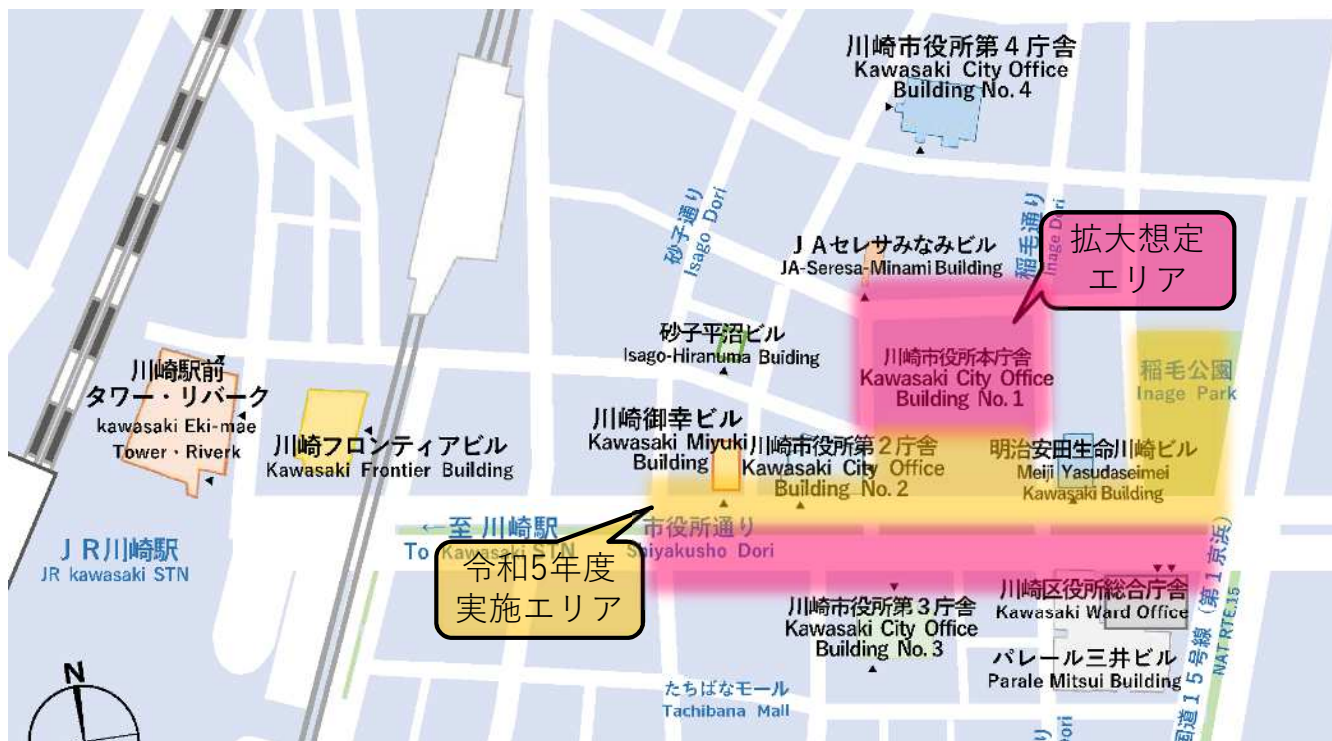 川崎市役所第4庁舎
Kawasaki City Office
Building No. 4
砂子通り
Isago Dori
稲毛通り
Inage Dori
拡大想定
エリア
JAセレサみなみビル
JA-Seresa-Minami Building
砂子平沼ビル
Isago-Hiranuma Buiding
川崎市役所本庁舎
Kawasaki City Office
Building No. 1
稲毛公園
Inage Park
川崎駅前
タワー・リバーク
kawasaki Eki-mae
Tower・Riverk
川崎フロンティアビル
Kawasaki Frontier Building
川崎御幸ビル
Kawasaki Miyuki
Building
川崎市役所第2庁舎
Kawasaki City Office
Building No. 2
明治安田生命川崎ビル
Meiji Yasudaseimei
Kawasaki Building
←至 川崎駅
To Kawasaki STN
市役所通り
Shiyakusho Dori
JR川崎駅
JR kawasaki STN
令和5年度
実施エリア
川崎市役所第3庁舎
Kawasaki City Office
Building No. 3
川崎区役所総合庁舎
Kawasaki Ward Office
パレール三井ビル
Parale Mitsui Building
国道15号線(第1京浜)
NAT RTE.15
たちばなモール
Tachibana Mall
N
り
Dori